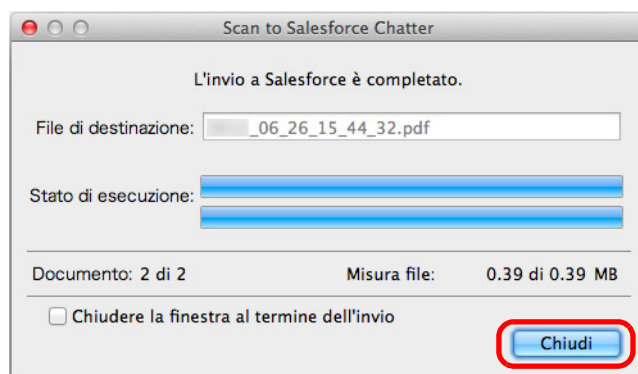 Scan to Salesforce Chatter
L'invio a Salesforce è completato.
File di destinazione: _06_26_15_44_32.pdf
Stato di esecuzione:
Documento: 2 di 2 Misura file: 0.39 di 0.39 MB
Chiudere la finestra al termine dell'invio
Chiudi